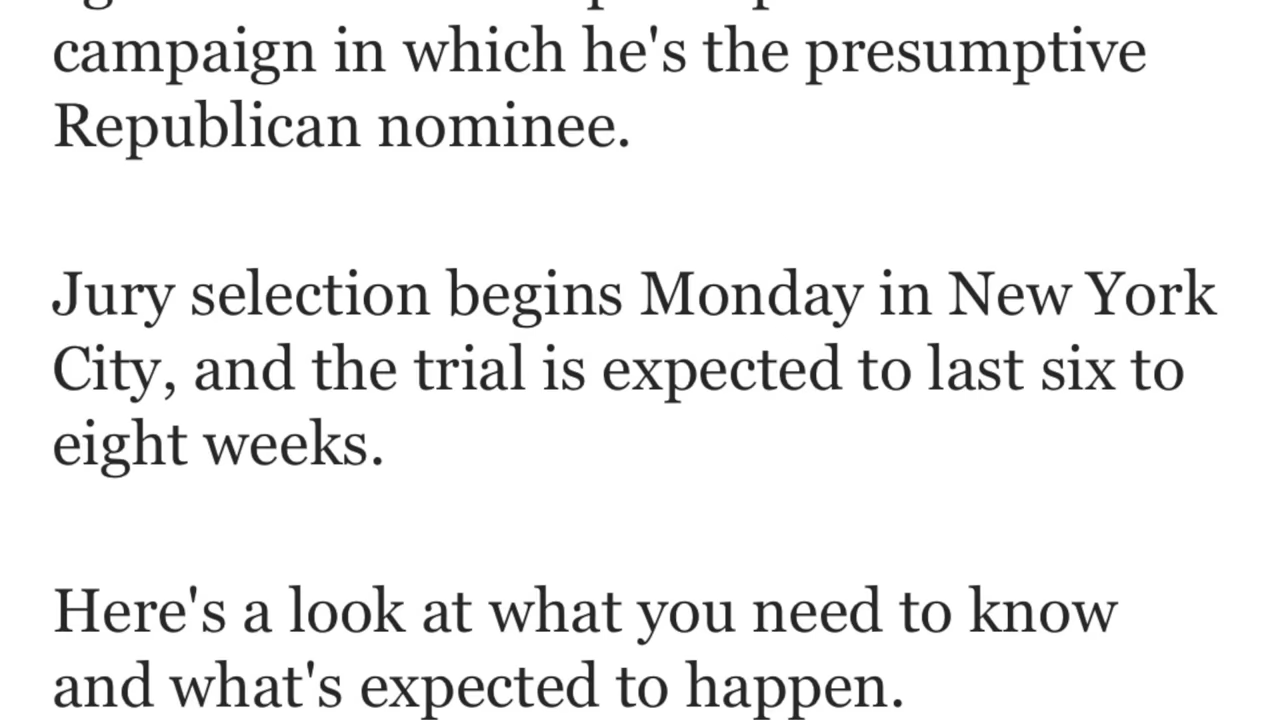 campaign in which he's the presumptive
Republican nominee.
Jury selection begins Monday in New York
City, and the trial is expected to last six to
eight weeks.
Here's a look at what you need to know
and what's expected to happen.